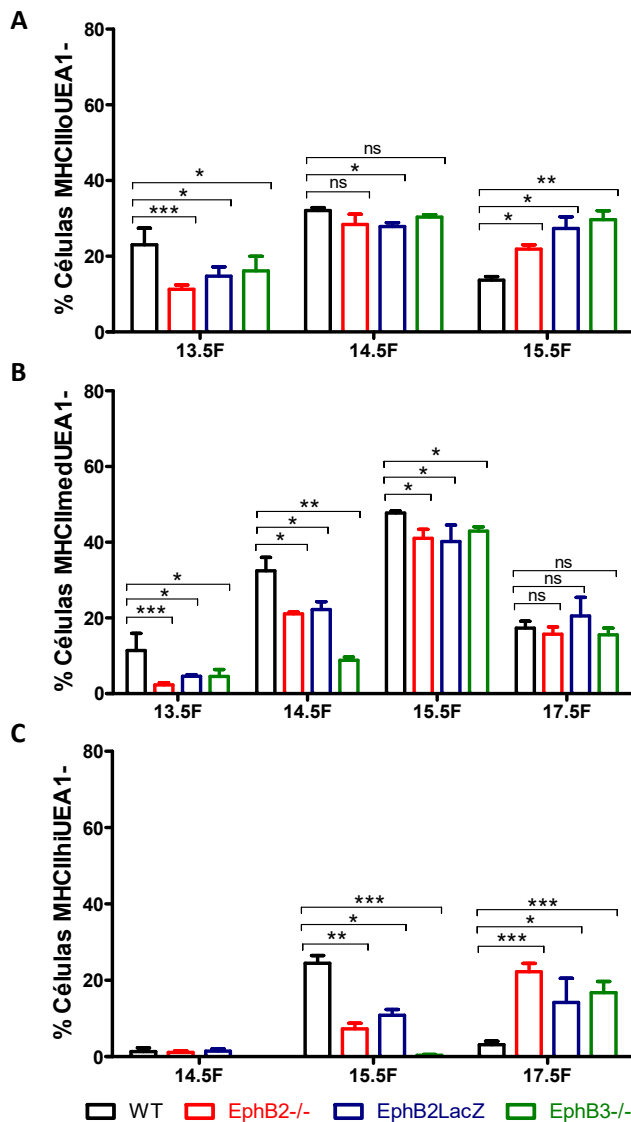 A
% Células MHCIIloUEA1-
80
60
40
20
0
*
*
***
ns
*
ns
**
*
*
13.5F 14.5F 15.5F
B
% Células MHCIImedUEA1-
80
60
40
20
0
*
*
***
**
*
*
*
*
*
ns
ns
ns
13.5F 14.5F 15.5F 17.5F
C
% Células MHCIIhiUEA1-
80
60
40
20
0
***
*
**
***
*
***
14.5F 15.5F 17.5F
WT EphB2-/- EphB2LacZ EphB3-/-